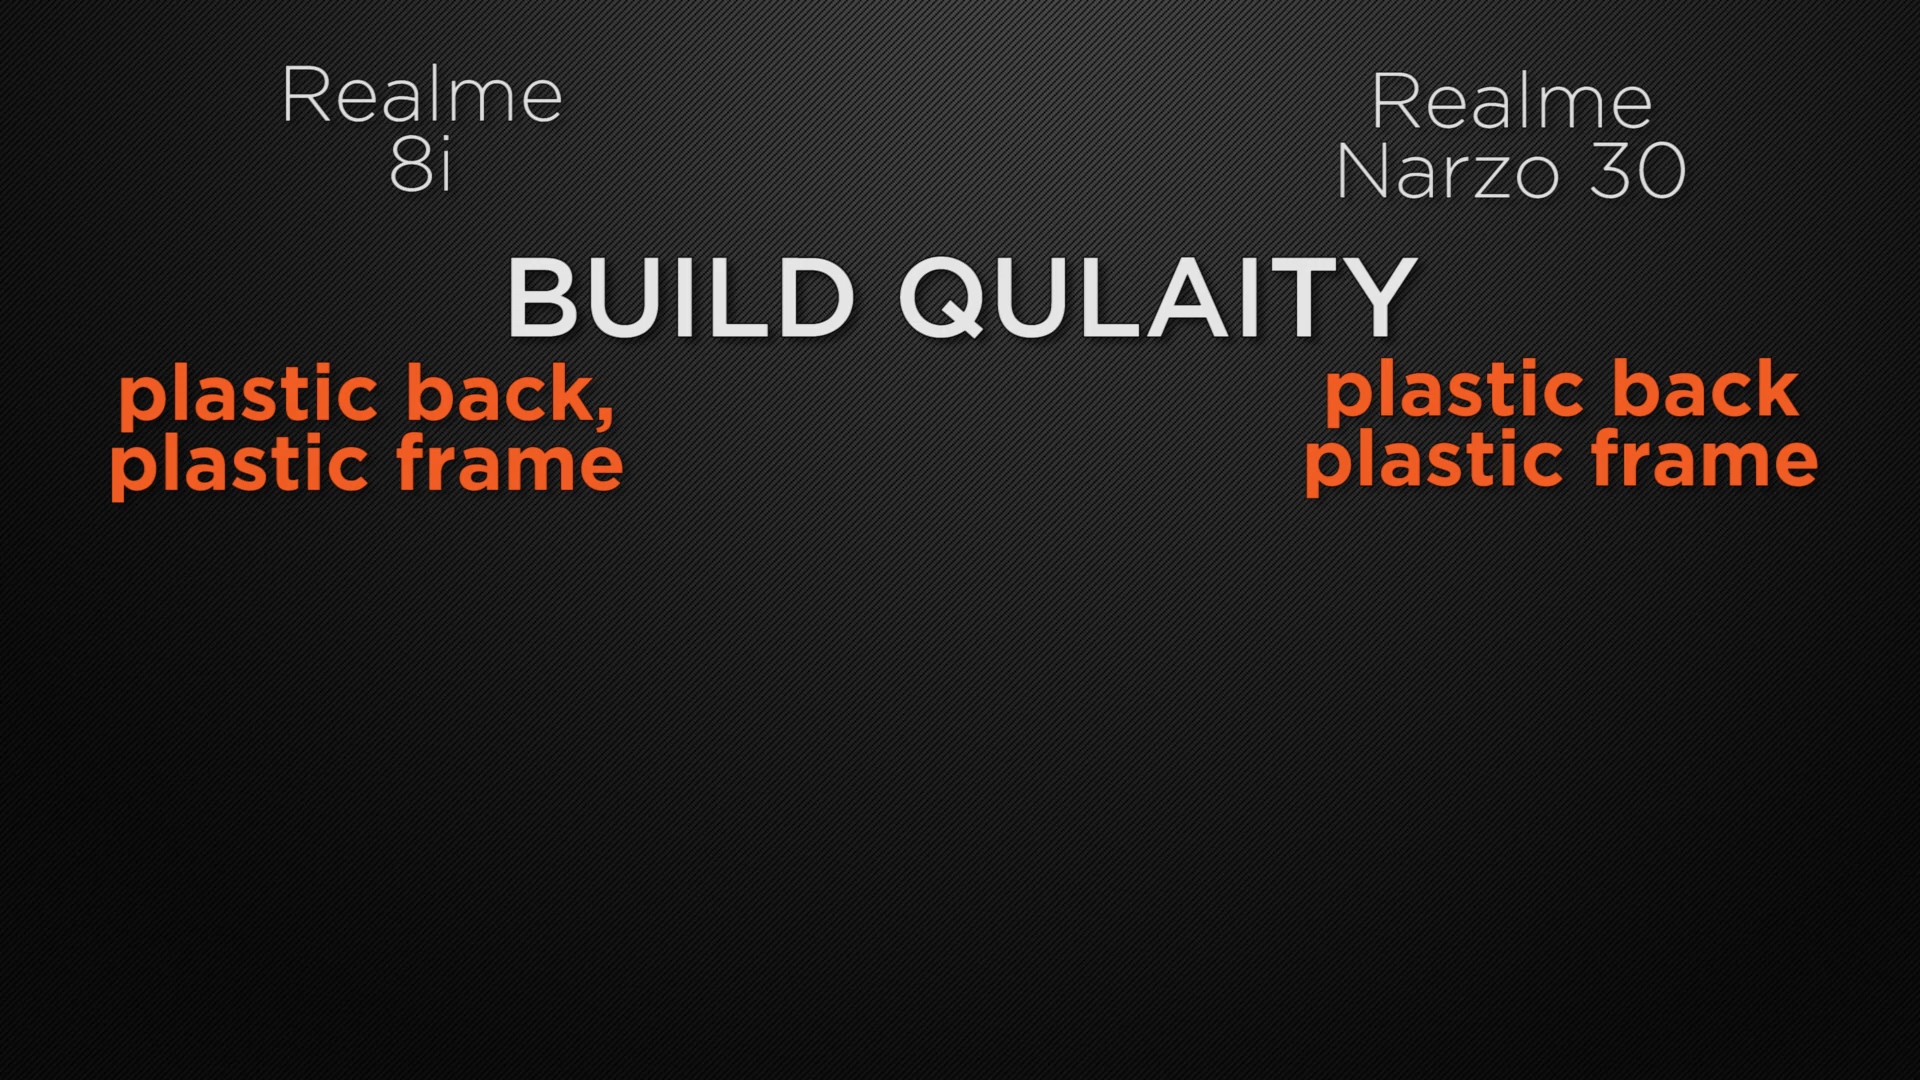 Realme
8i
Realme
Narzo 30
BUILD QULAITY
plastic back,
plastic frame
plastic back
plastic frame